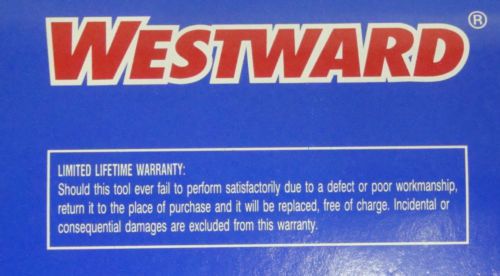 WESTWARD®
LIMITED LIFETIME WARRANTY:
Should this tool ever fail to perform satisfactorily due to a defect or poor workmanship,
return it to the place of purchase and it will be replaced, free of charge. Incidental or
consequential damages are excluded from this warranty.